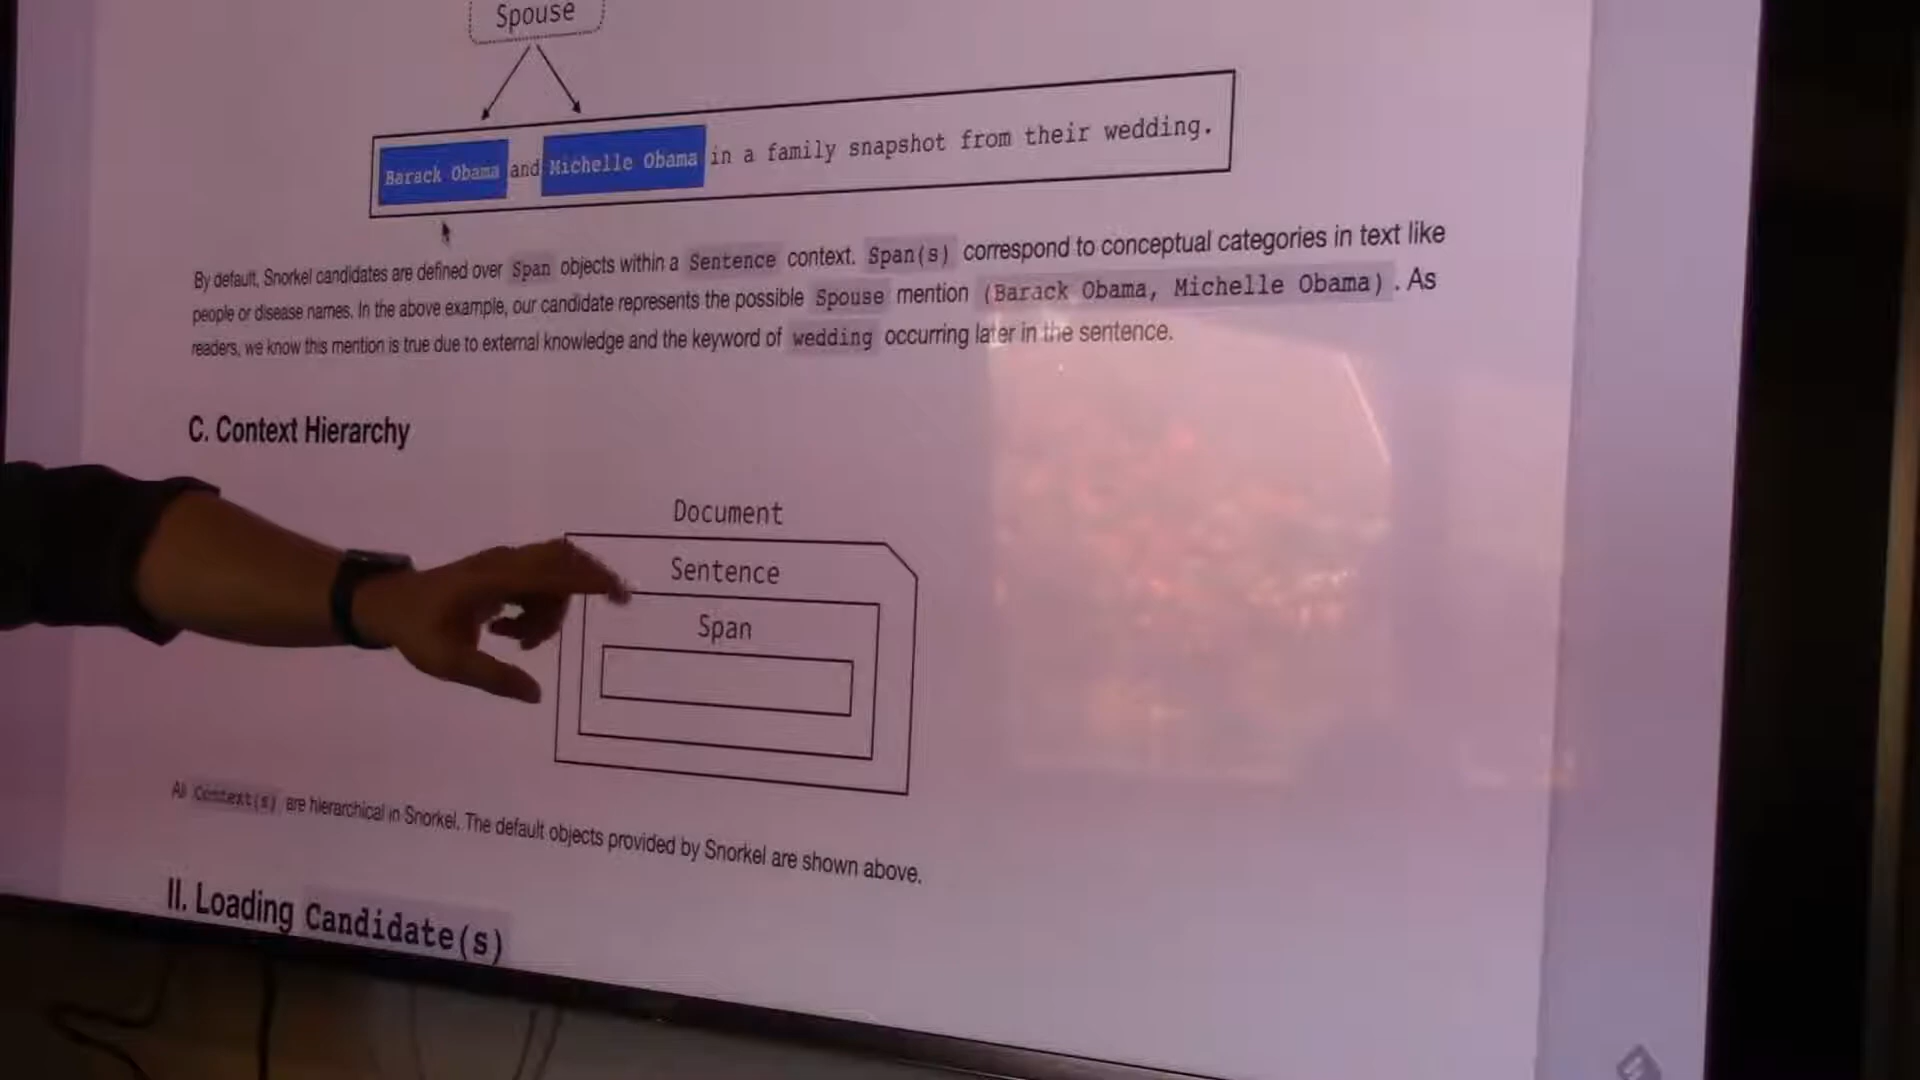 Spouse
Barack Obama and Michelle Obama in a family snapshot from their wedding.
By default, Snorkel candidates are defined over Span objects within a Sentence context. Span(s) correspond to conceptual categories in text like
people or disease names. In the above example, our candidate represents the possible Spouse mention (Barack Obama, Michelle Obama) . As
readers, we know this mention is true due to external knowledge and the keyword of wedding occurring later in the sentence.
C. Context Hierarchy
Document
Sentence
Span
All Context(s) are hierarchical in Snorkel. The default objects provided by Snorkel are shown above.
II. Loading Candidate(s)